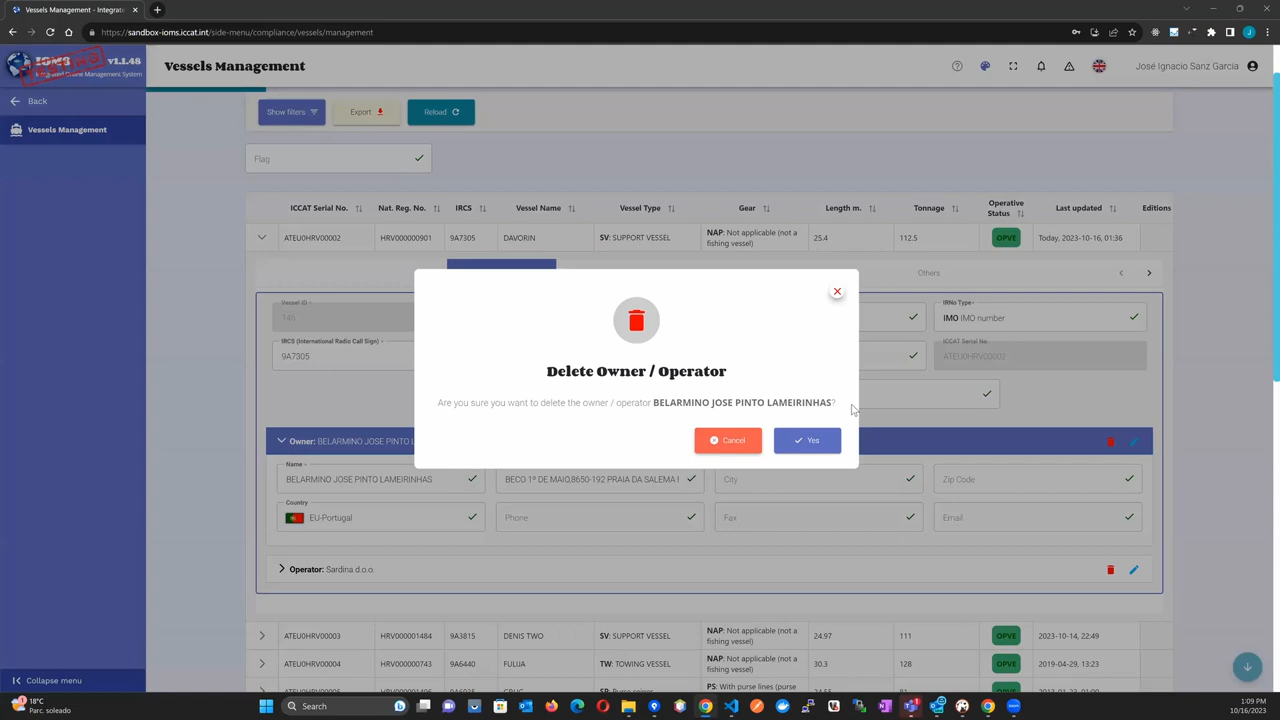 Vessels Management - Integrate
https://sandbox-ioms.iccat.int/side-menu/compliance/vessels/management
IOMS v1.1.48
Integrated Online Management System
TESTING
Back
Vessels Management
Collapse menu
Vessels Management
José Ignacio Sanz García
Show filters
Export
Reload
Flag
ICCAT Serial No. Nat. Reg. No. IRCS Vessel Name Vessel Type Gear Length m. Tonnage Operative Status Last updated Editions
ATEU0HRV00002 HRV000000901 9A7305 DAVORIN SV: SUPPORT VESSEL NAP: Not applicable (not a fishing vessel) 25.4 112.5 OPVE Today, 2023-10-16, 01:36
Others
Vessel ID
146
IRNo Type
IMO IMO number
IRCS (International Radio Call Sign)
9A7305
ICCAT Serial No.
ATEU0HRV00002
Delete Owner / Operator
Are you sure you want to delete the owner / operator BELARMINO JOSE PINTO LAMEIRINHAS?
Cancel
Yes
Owner: BELARMINO JOSE PINTO L
Name
BELARMINO JOSE PINTO LAMEIRINHAS
BECO 1º DE MAIO,8650-192 PRAIA DA SALEMA
City
Zip Code
Country
EU-Portugal
Phone
Fax
Email
Operator: Sardina d.o.o.
ATEU0HRV00003 HRV000001484 9A3815 DENIS TWO SV: SUPPORT VESSEL NAP: Not applicable (not a fishing vessel) 24.97 111 OPVE 2023-10-14, 22:49
ATEU0HRV00004 HRV000000743 9A6440 FULIJA TW: TOWING VESSEL NAP: Not applicable (not a fishing vessel) 30.3 128 OPVE 2019-04-29, 13:23
PS: With purse lines (purse
18°C
Parc. soleado
Search
1:09 PM
10/16/2023